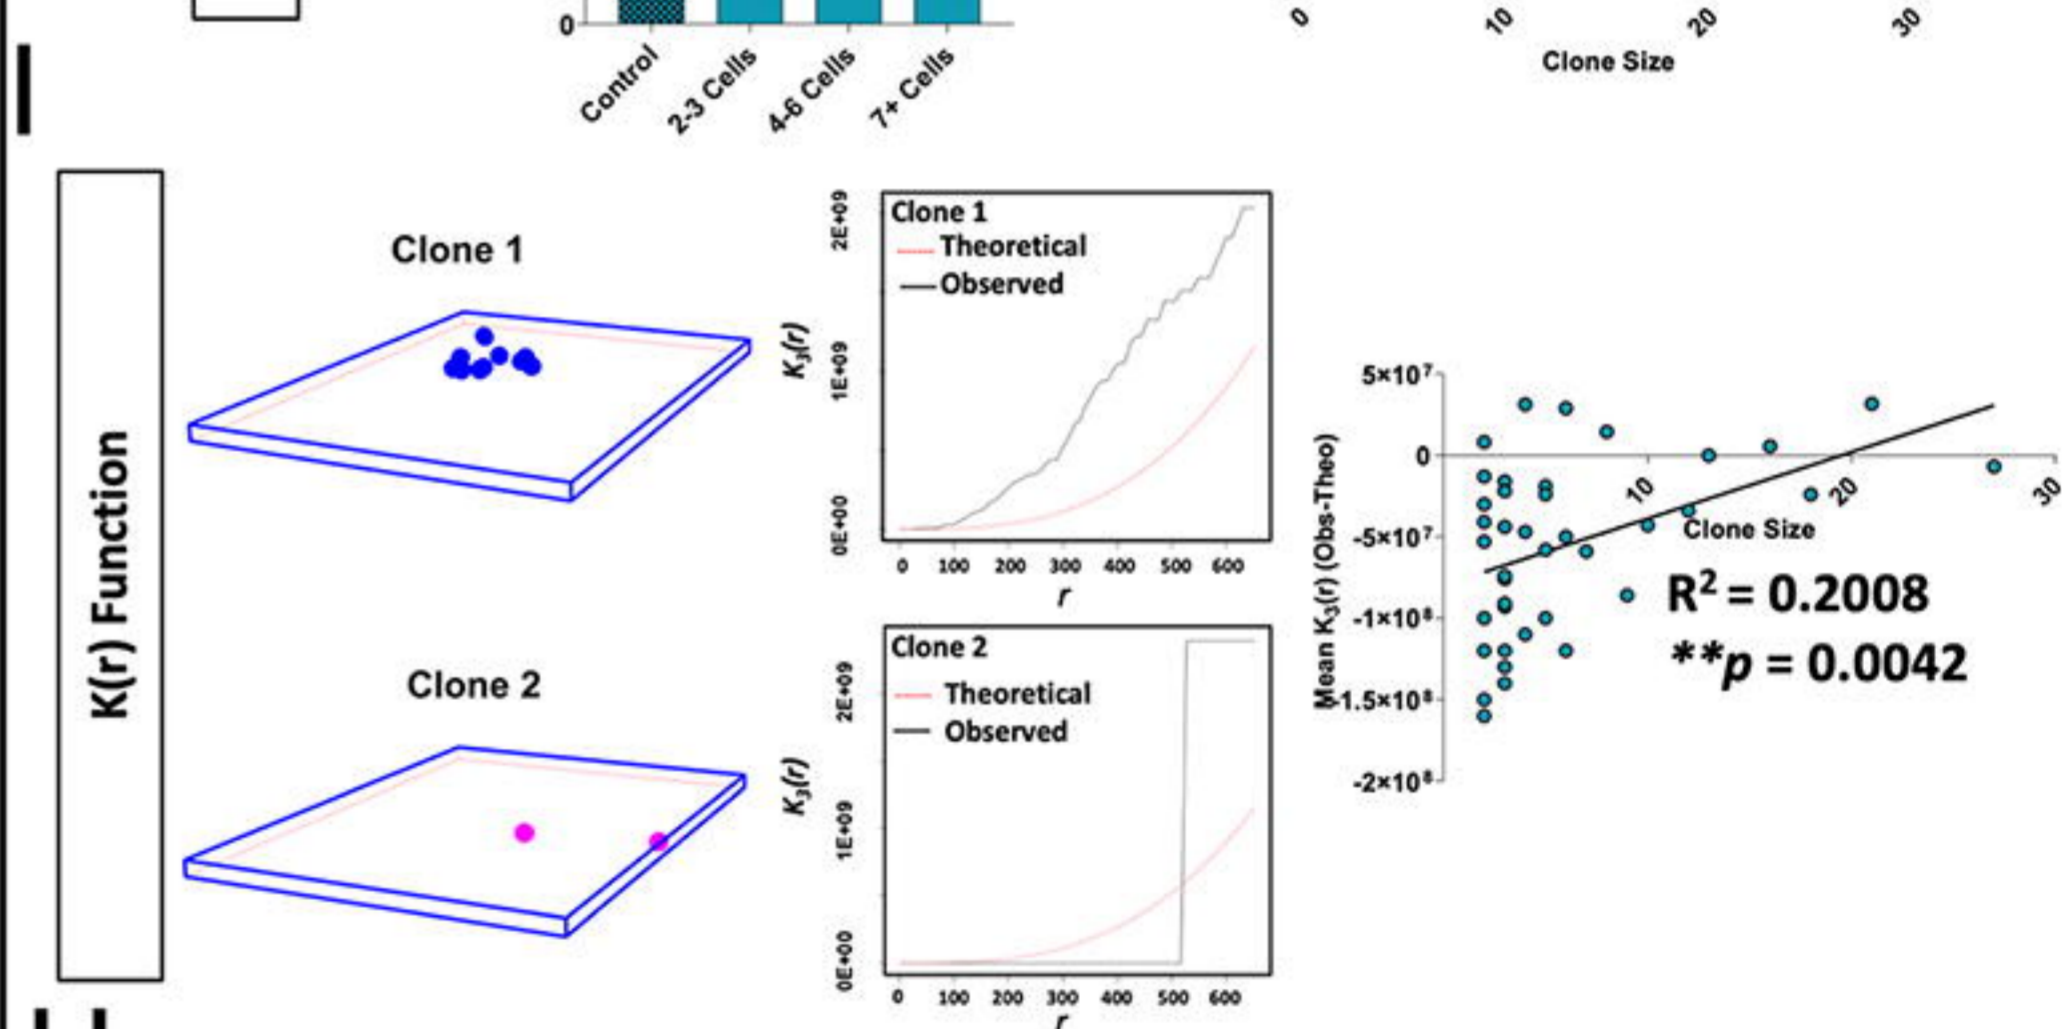 0
Control
2-3 Cells
4-6 Cells
7+ Cells
0
10
20
30
Clone Size
I
K(r) Function
Clone 1
Clone 1
Theoretical
Observed
K₃(r)
2E+09
1E+09
0E+00
0 100 200 300 400 500 600
r
Clone 2
Clone 2
Theoretical
Observed
K₃(r)
2E+09
1E+09
0E+00
0 100 200 300 400 500 600
r
Mean K₃(r) (Obs-Theo)
5×10⁷
0
-5×10⁷
-1×10⁸
-1.5×10⁸
-2×10⁸
10
20
30
Clone Size
R² = 0.2008
**p = 0.0042